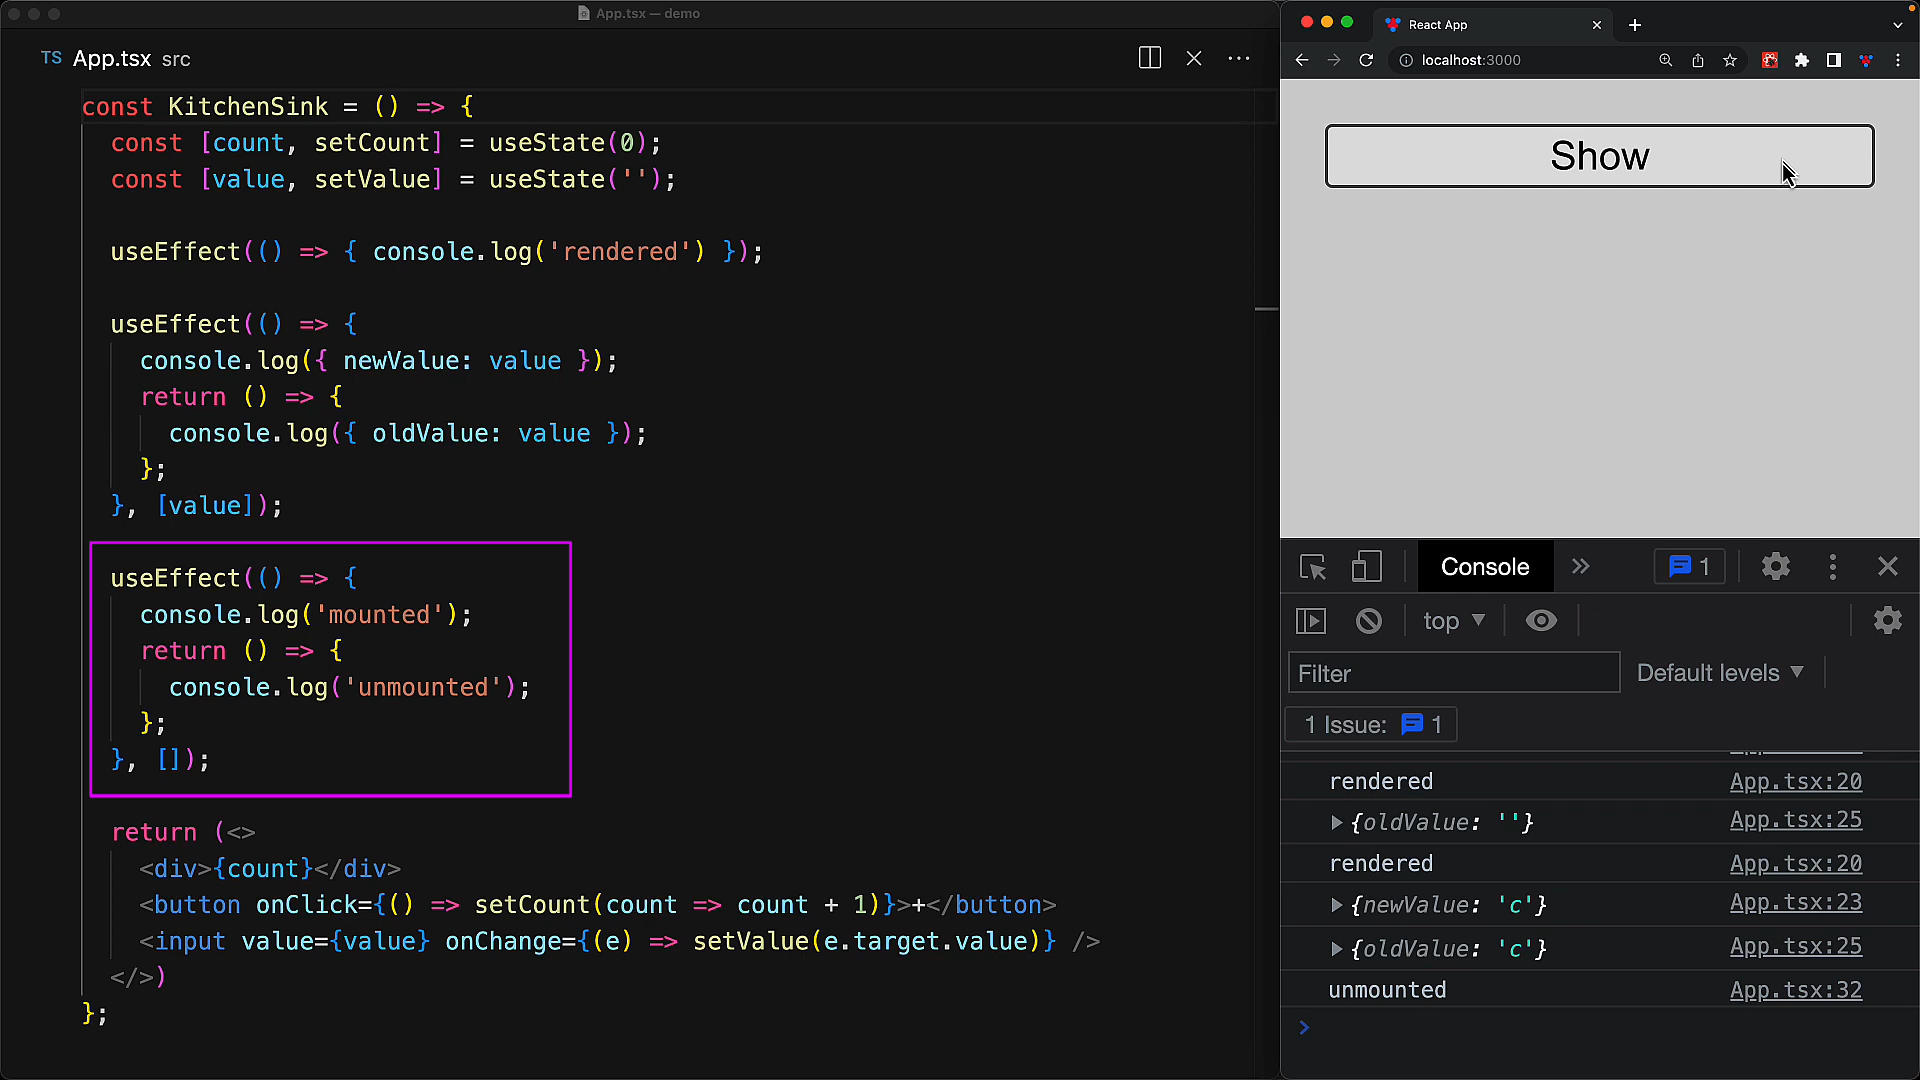 App.tsx — demo
TS App.tsx src
const KitchenSink = () => {
const [count, setCount] = useState(0);
const [value, setValue] = useState('');
useEffect(() => { console.log('rendered') });
useEffect(() => {
console.log({ newValue: value });
return () => {
console.log({ oldValue: value });
};
}, [value]);
useEffect(() => {
console.log('mounted');
return () => {
console.log('unmounted');
};
}, []);
return (<>
<div>{count}</div>
<button onClick={() => setCount(count => count + 1)}>+</button>
<input value={value} onChange={(e) => setValue(e.target.value)} />
</>)
};
React App
localhost:3000
Show
Console
1
top
Filter
Default levels
1 Issue: 1
rendered App.tsx:20
{oldValue: ''} App.tsx:25
rendered App.tsx:20
{newValue: 'c'} App.tsx:23
{oldValue: 'c'} App.tsx:25
unmounted App.tsx:32